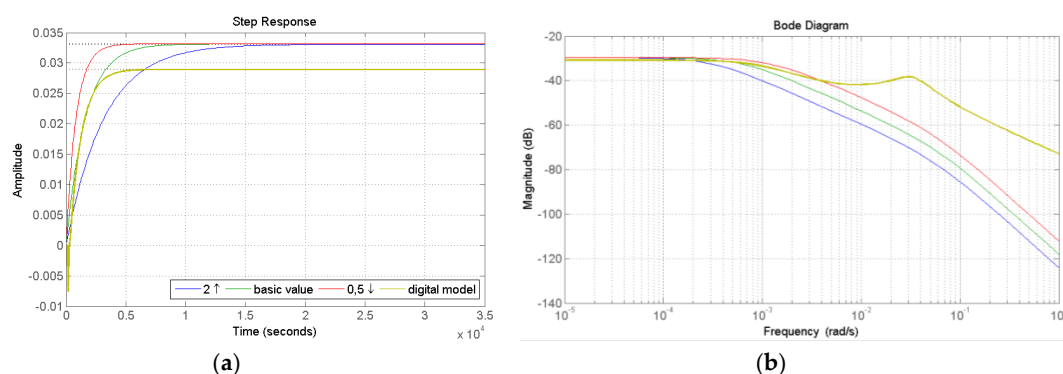 Step Response
0.035
0.03
0.025
0.02
0.015
0.01
0.005
0
-0.005
-0.01
Amplitude
2 ↑ basic value 0,5 ↓ digital model
0 0.5 1 1.5 2 2.5 3 3.5
x 10^4
Time (seconds)
(a)
Bode Diagram
-20
-40
-60
-80
-100
-120
-140
Magnitude (dB)
10^-5 10^-4 10^-3 10^-2 10^-1 10^0
Frequency (rad/s)
(b)